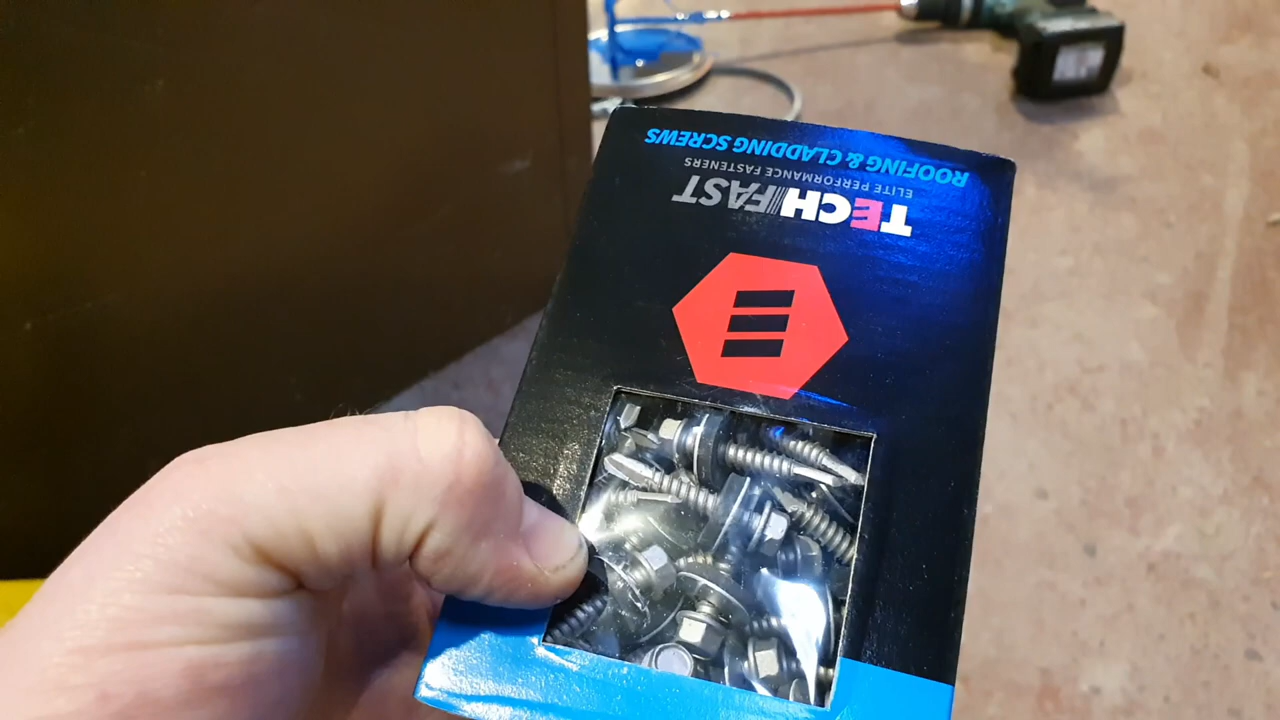 ROOFING & CLADDING SCREWS
ELITE PERFORMANCE FASTENERS
TECHFAST